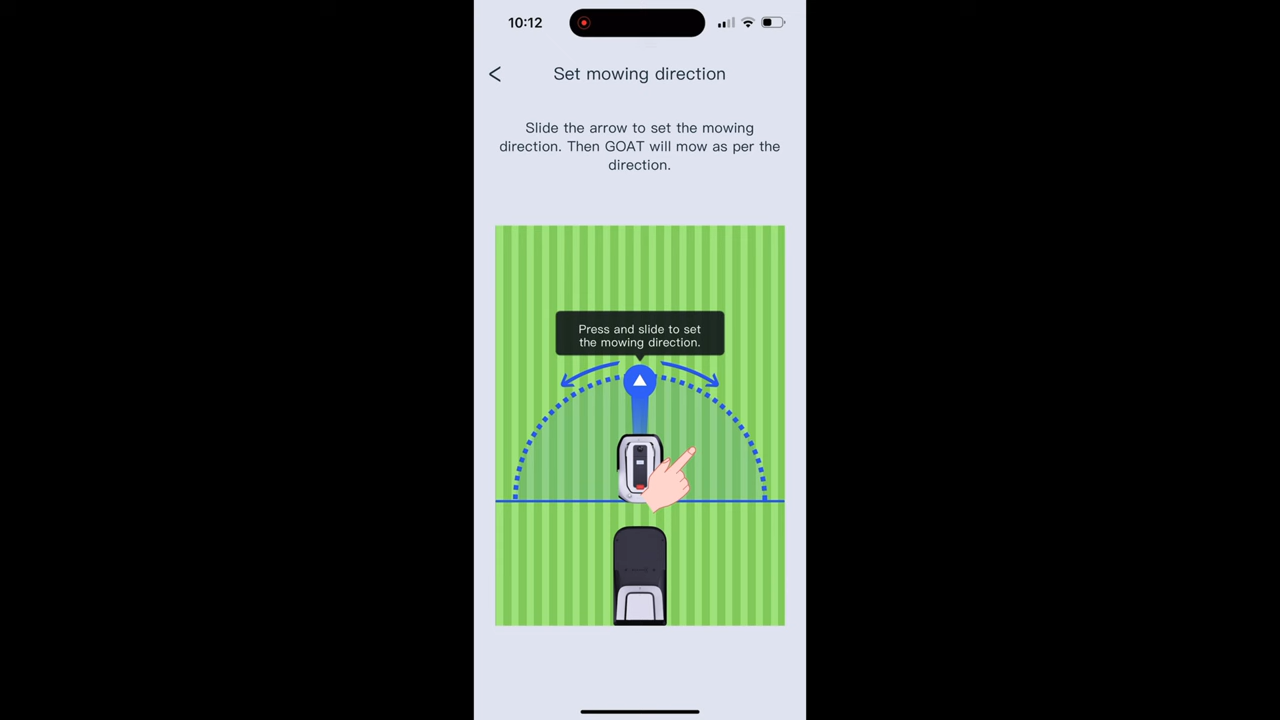 10:12
Set mowing direction
Slide the arrow to set the mowing
direction. Then GOAT will mow as per the
direction.
Press and slide to set
the mowing direction.